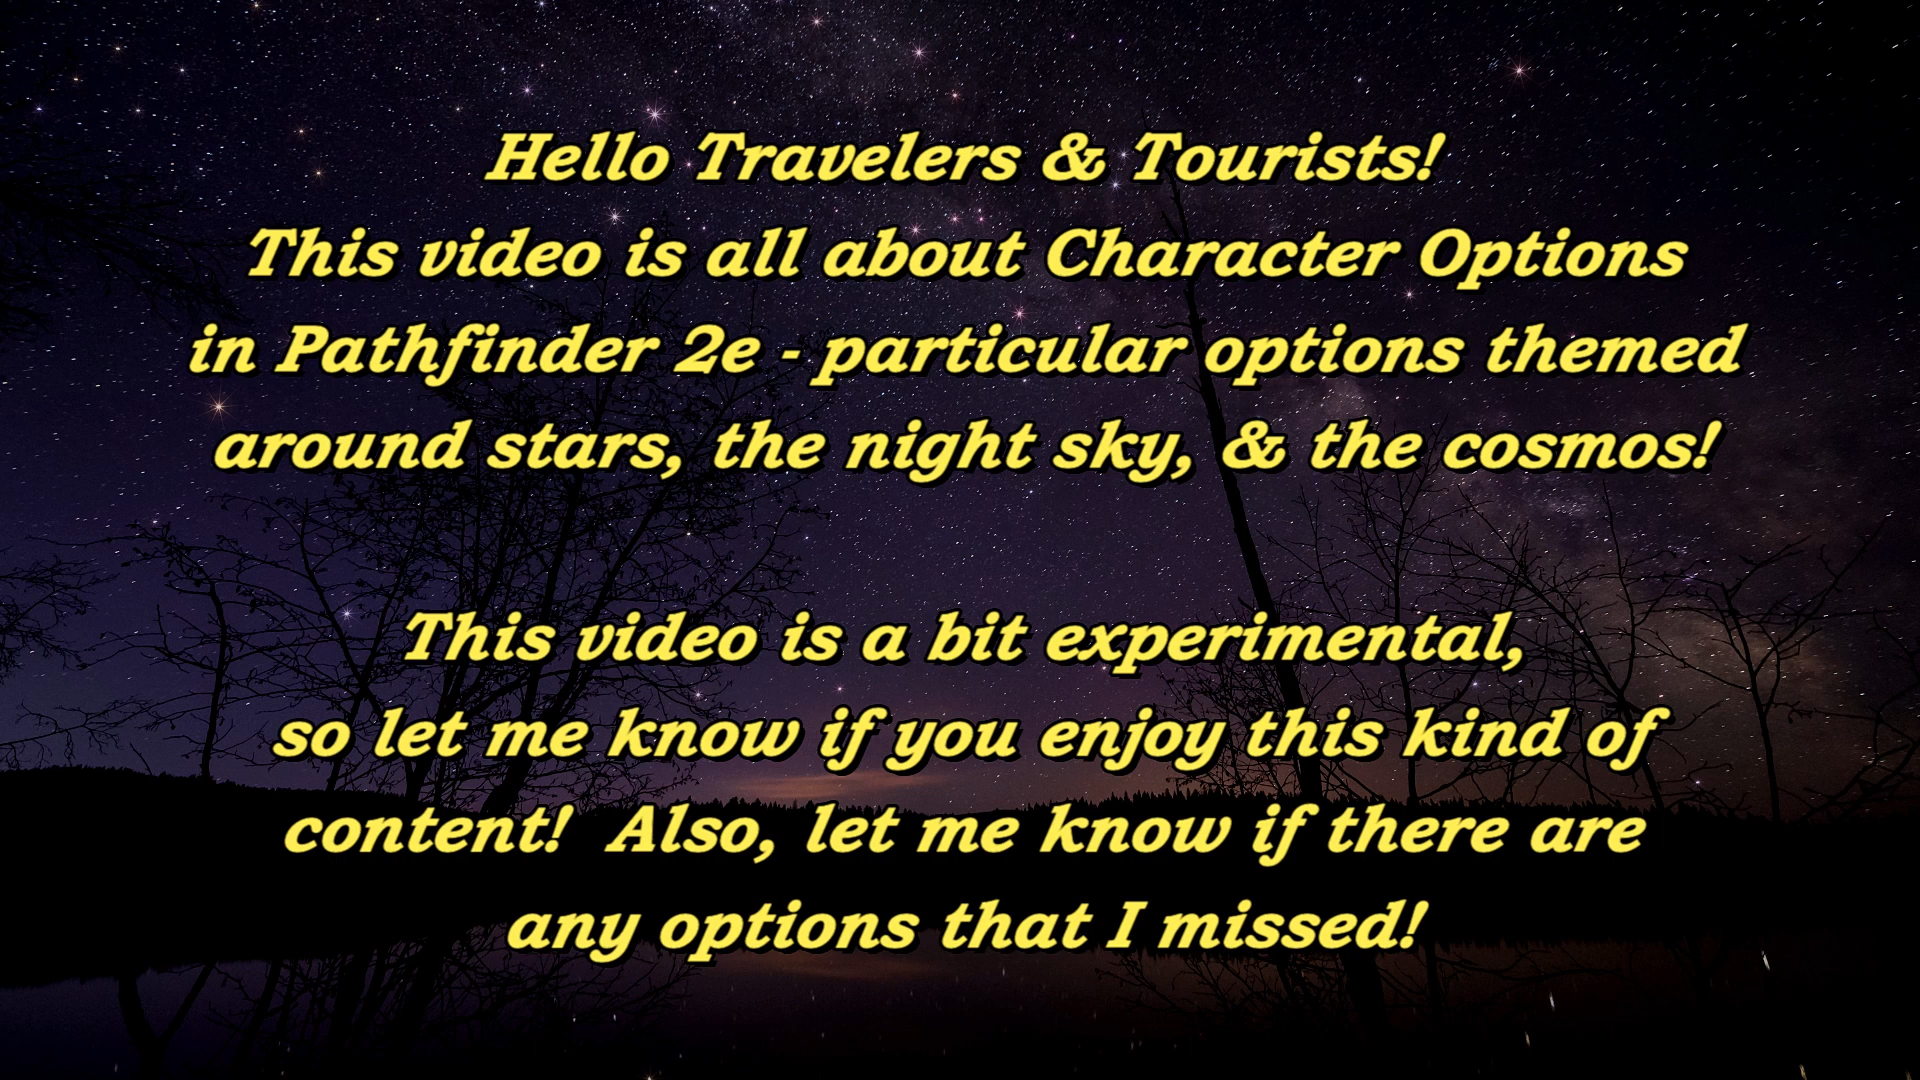 Hello Travelers & Tourists!
This video is all about Character Options
in Pathfinder 2e - particular options themed
around stars, the night sky, & the cosmos!
This video is a bit experimental,
so let me know if you enjoy this kind of
content!  Also, let me know if there are
any options that I missed!